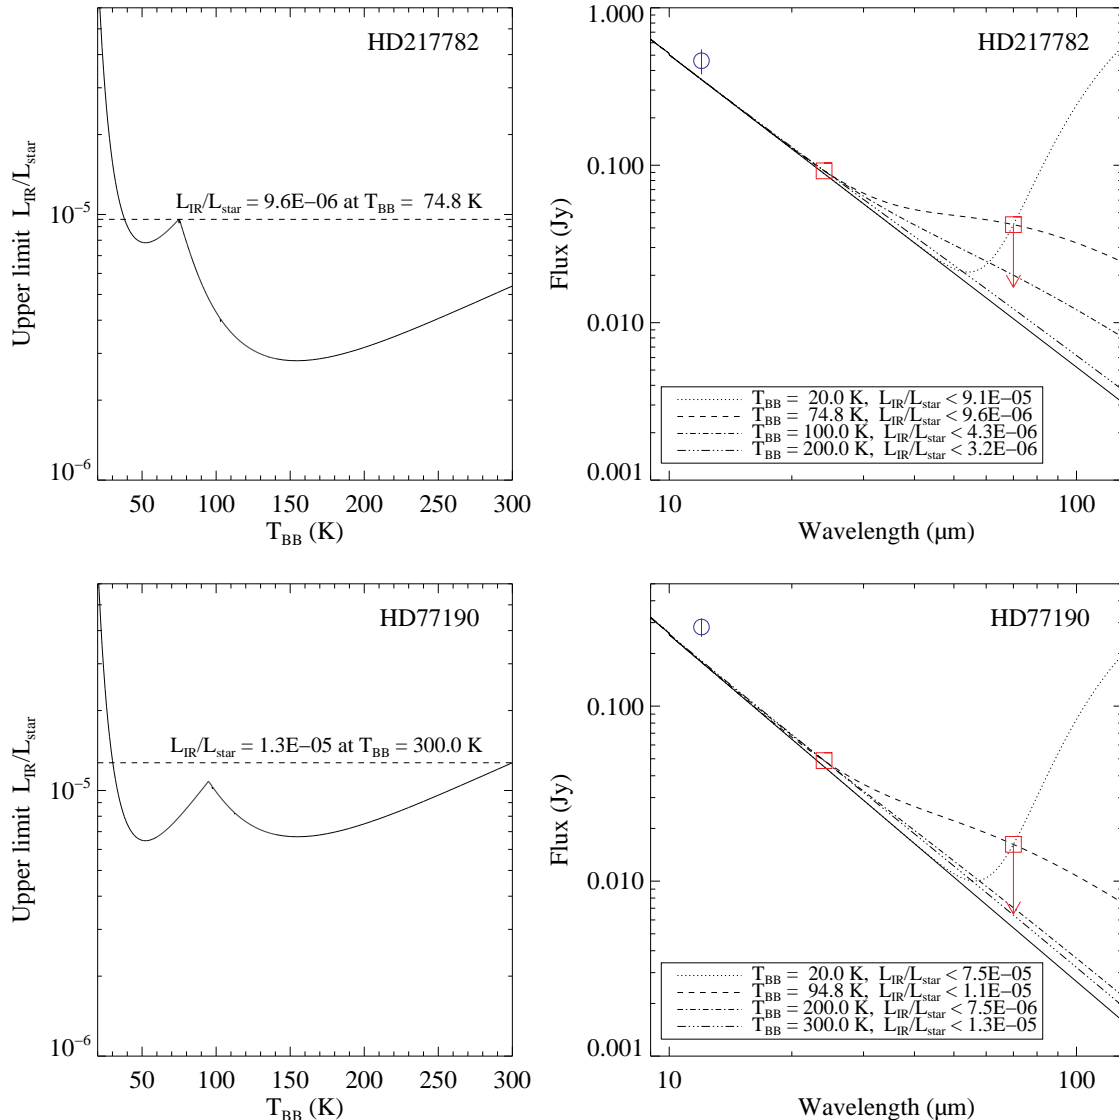 HD217782
Upper limit L_IR/L_star
L_IR/L_star = 9.6E−06 at T_BB = 74.8 K
10^−5
10^−6
50 100 150 200 250 300
T_BB (K)
HD217782
Flux (Jy)
1.000
0.100
0.010
0.001
T_BB = 20.0 K, L_IR/L_star < 9.1E−05
T_BB = 74.8 K, L_IR/L_star < 9.6E−06
T_BB = 100.0 K, L_IR/L_star < 4.3E−06
T_BB = 200.0 K, L_IR/L_star < 3.2E−06
10 100
Wavelength (μm)
HD77190
Upper limit L_IR/L_star
L_IR/L_star = 1.3E−05 at T_BB = 300.0 K
10^−5
10^−6
50 100 150 200 250 300
T_BB (K)
HD77190
Flux (Jy)
0.100
0.010
0.001
T_BB = 20.0 K, L_IR/L_star < 7.5E−05
T_BB = 94.8 K, L_IR/L_star < 1.1E−05
T_BB = 200.0 K, L_IR/L_star < 7.5E−06
T_BB = 300.0 K, L_IR/L_star < 1.3E−05
10 100
Wavelength (μm)